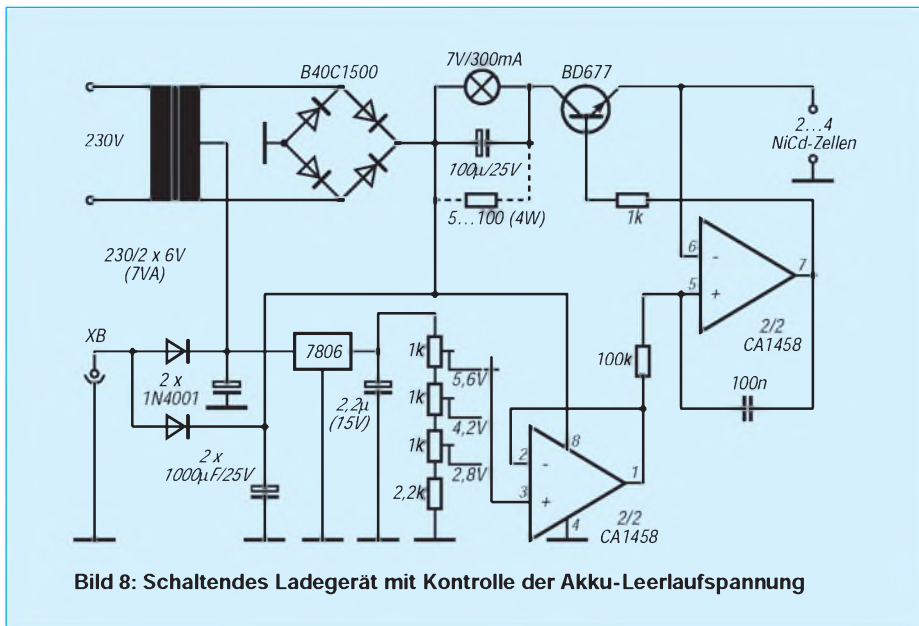 7V/300mA
B40C1500
BD677
230V
100µ/25V
2...4
NiCd-Zellen
5...100 (4W)
1k
230/2 x 6V
(7VA)
6
-
7
5
+
XB
7806
1k
5,6V
100k
2/2
CA1458
2 x
1N4001
2,2µ
(15V)
1k
4,2V
100n
1k
2,8V
2
-
8
1
2 x
1000µF/25V
2,2k
3
+
4
2/2
CA1458
Bild 8: Schaltendes Ladegerät mit Kontrolle der Akku-Leerlaufspannung